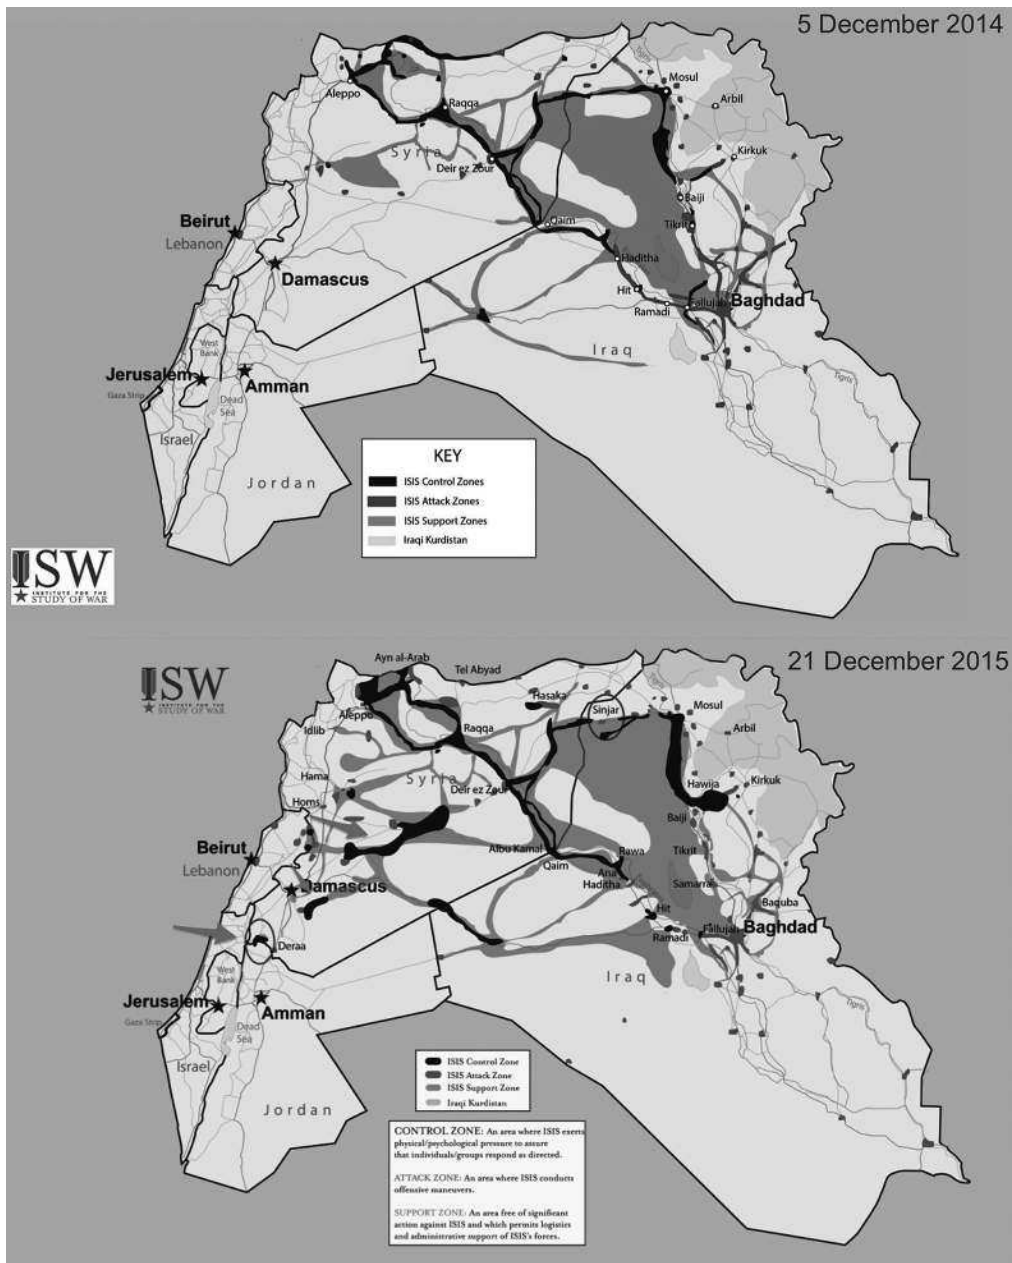 5 December 2014
Tigris
Mosul
Aleppo
Raqqa
Arbil
Syria
Kirkuk
Deir ez Zour
Baiji
Beirut
Qaim
Tikrit
Lebanon
Damascus
Haditha
Hit
Fallujah
Baghdad
Ramadi
Iraq
West
Bank
Jerusalem
Amman
Tigris
Gaza Strip
Dead
Sea
Israel
Jordan
KEY
ISIS Control Zones
ISIS Attack Zones
ISIS Support Zones
Iraqi Kurdistan
ISW
INSTITUTE FOR THE
STUDY OF WAR
21 December 2015
ISW
INSTITUTE FOR THE
STUDY OF WAR
Ayn al-Arab
Tel Abyad
Tigris
Hasaka
Sinjar
Mosul
Aleppo
Raqqa
Arbil
Idlib
Hama
Syria
Deir ez Zour
Hawija
Kirkuk
Homs
Baiji
Beirut
Albu Kamal
Rawa
Tikrit
Lebanon
Qaim
Ana
Haditha
Samarra
Damascus
Baquba
Hit
Fallujah
Baghdad
Ramadi
Deraa
Iraq
West
Bank
Jerusalem
Amman
Tigris
Gaza Strip
Dead
Sea
Israel
Jordan
ISIS Control Zone
ISIS Attack Zone
ISIS Support Zone
Iraqi Kurdistan
CONTROL ZONE: An area where ISIS exerts
physical/psychological pressure to assure
that individuals/groups respond as directed.
ATTACK ZONE: An area where ISIS conducts
offensive maneuvers.
SUPPORT ZONE: An area free of significant
action against ISIS and which permits logistics
and administrative support of ISIS's forces.